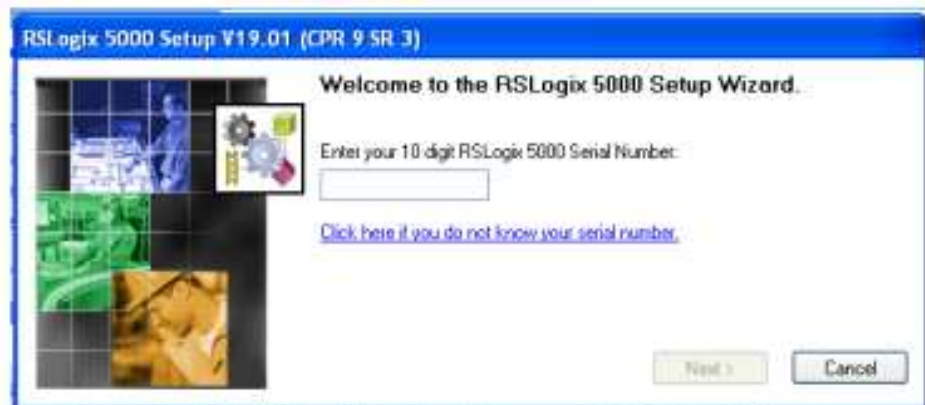 RSLogix 5000 Setup V19.01 (CPR 9 SR 3)
Welcome to the RSLogix 5000 Setup Wizard.
Enter your 10 digit RSLogix 5000 Serial Number:
Click here if you do not know your serial number.
Next >
Cancel